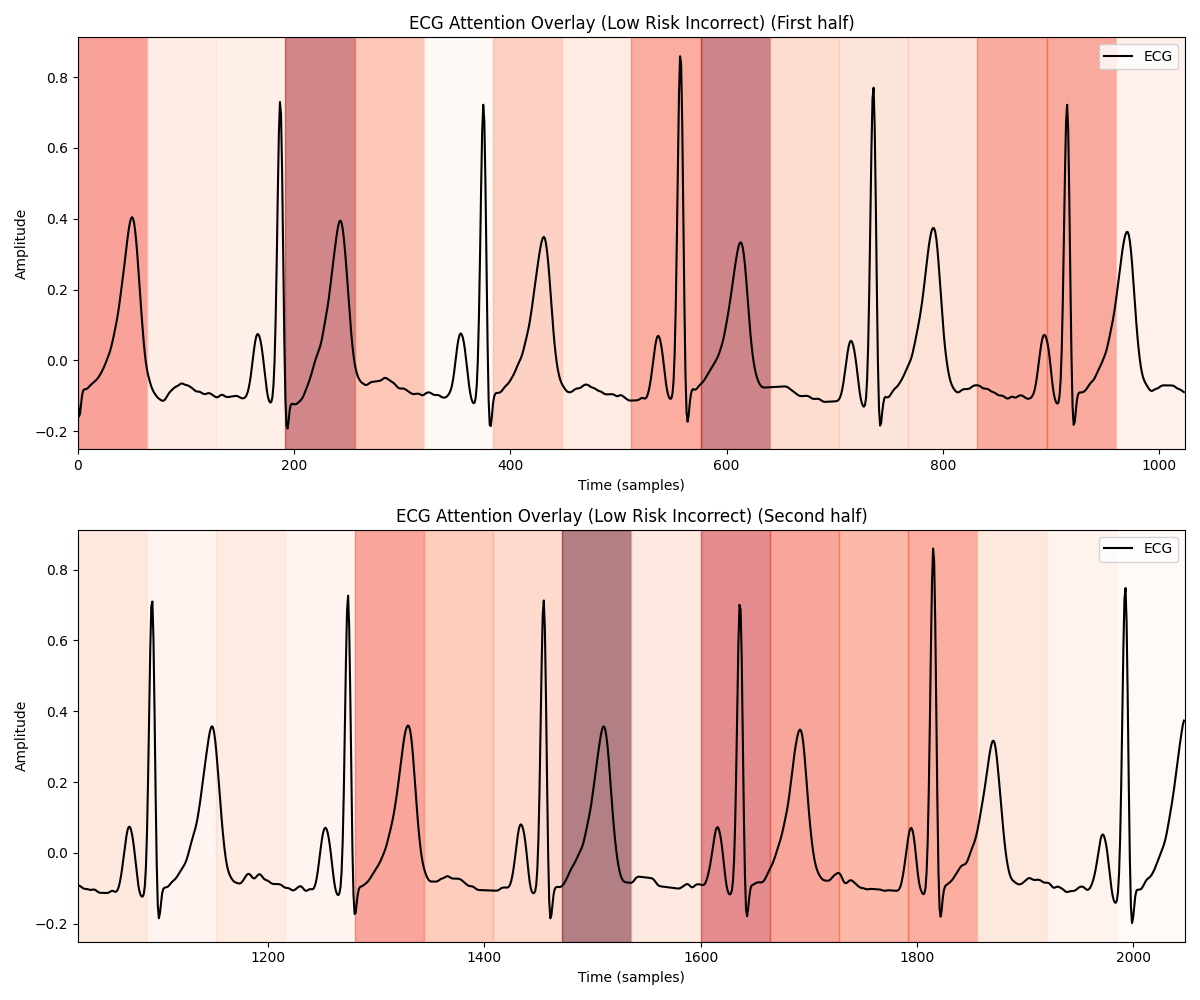 ECG Attention Overlay (Low Risk Incorrect) (First half)
ECG
Amplitude
0.8
0.6
0.4
0.2
0.0
−0.2
0 200 400 600 800 1000
Time (samples)
ECG Attention Overlay (Low Risk Incorrect) (Second half)
ECG
Amplitude
0.8
0.6
0.4
0.2
0.0
−0.2
1200 1400 1600 1800 2000
Time (samples)